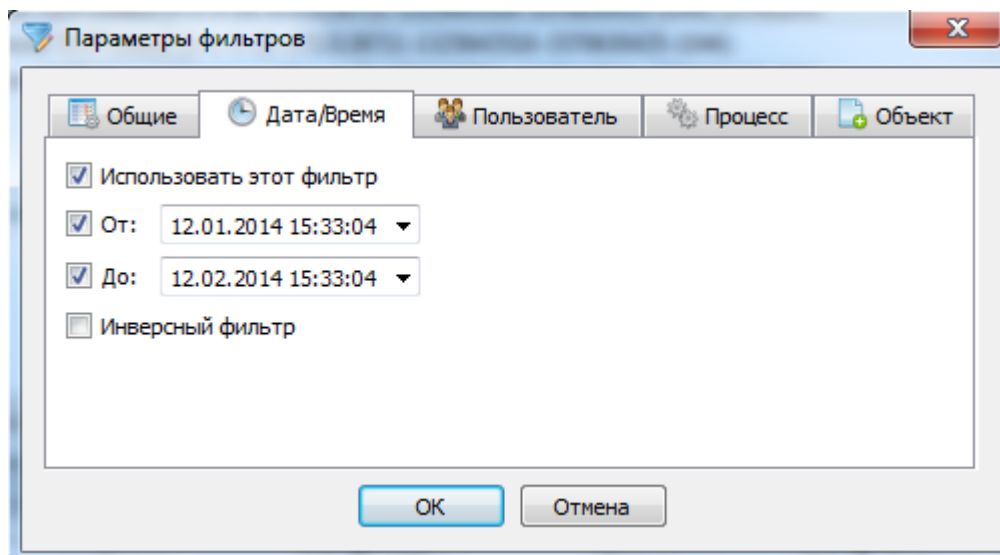 Параметры фильтров
Общие Дата/Время Пользователь Процесс Объект
Использовать этот фильтр
От: 12.01.2014 15:33:04
До: 12.02.2014 15:33:04
Инверсный фильтр
ОК Отмена